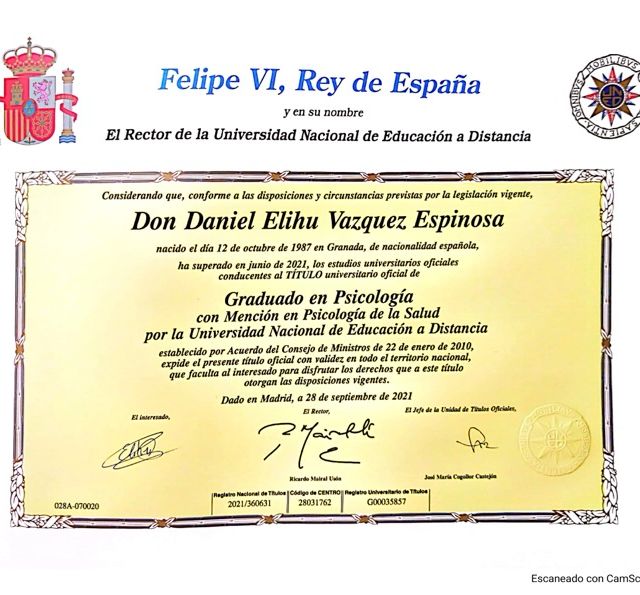 Felipe VI, Rey de España
y en su nombre
El Rector de la Universidad Nacional de Educación a Distancia
Considerando que, conforme a las disposiciones y circunstancias previstas por la legislación vigente,
Don Daniel Elihu Vazquez Espinosa
nacido el día 12 de octubre de 1987 en Granada, de nacionalidad española,
ha superado en junio de 2021, los estudios universitarios oficiales
conducentes al TÍTULO universitario oficial de
Graduado en Psicología
con Mención en Psicología de la Salud
por la Universidad Nacional de Educación a Distancia
establecido por Acuerdo del Consejo de Ministros de 22 de enero de 2010,
expide el presente título oficial con validez en todo el territorio nacional,
que faculta al interesado para disfrutar los derechos que a este título
otorgan las disposiciones vigentes.
Dado en Madrid, a 28 de septiembre de 2021
El interesado,
El Rector,
El Jefe de la Unidad de Títulos Oficiales,
Ricardo Mairal Usón
José María Cogollor Castejón
028A-070020
Registro Nacional de Títulos
Código de CENTRO
Registro Universitario de Títulos
2021/360631
28031762
G00035857
Escaneado con CamSc